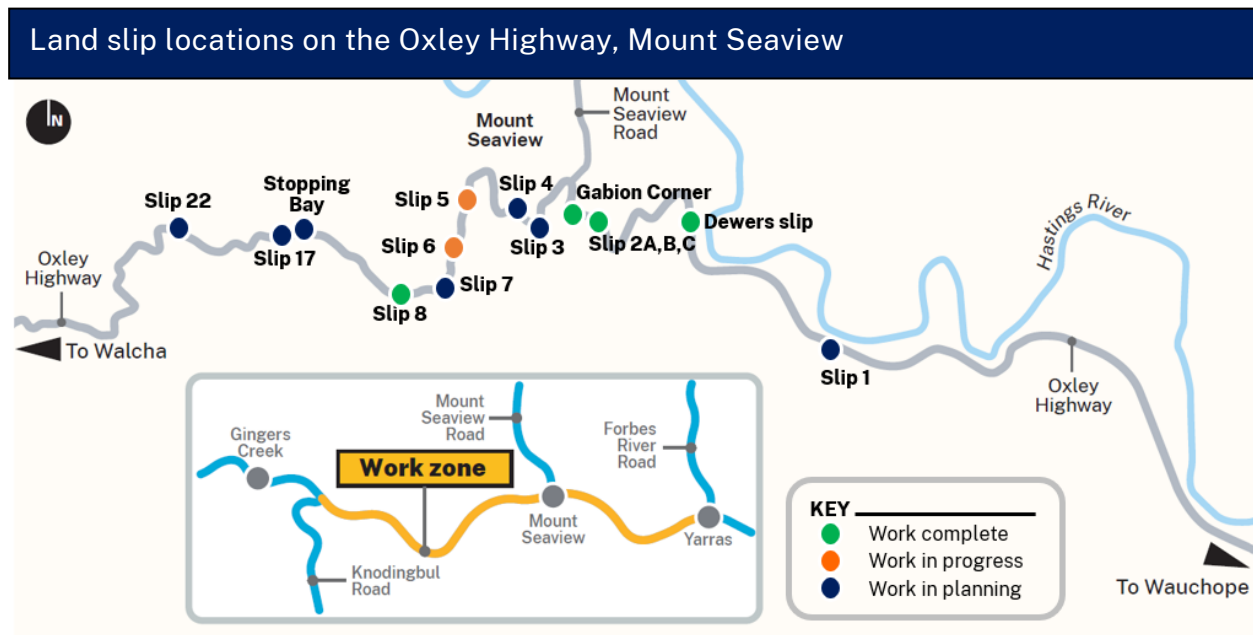 Land slip locations on the Oxley Highway, Mount Seaview
N
Mount
Seaview
Road
Mount
Seaview
Slip 22
Stopping
Bay
Slip 5
Slip 4
Gabion Corner
Dewers slip
Hastings River
Slip 17
Slip 6
Slip 3
Slip 2A,B,C
Oxley
Highway
Slip 7
Slip 8
To Walcha
Slip 1
Oxley
Highway
Gingers
Creek
Mount
Seaview
Road
Forbes
River
Road
Work zone
Mount
Seaview
Yarras
Knodingbul
Road
KEY
Work complete
Work in progress
Work in planning
To Wauchope